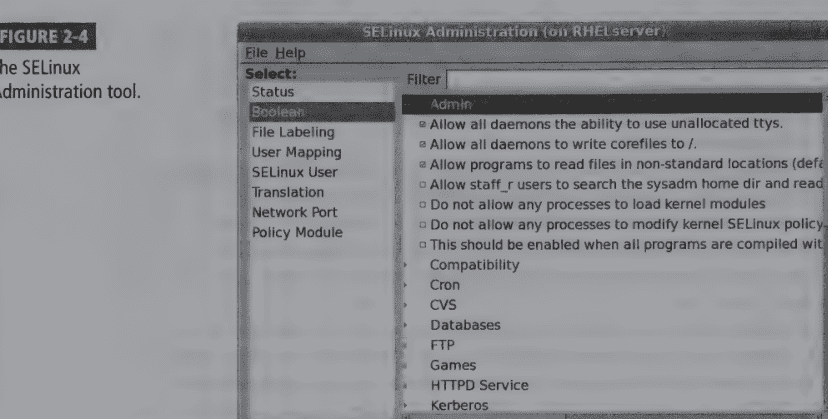 FIGURE 2-4
he SELinux
Administration tool.
SELinux Administration (on RHELserver)
File Help
Select:
Status
Boolean
File Labeling
User Mapping
SELinux User
Translation
Network Port
Policy Module
Filter
Admin
Allow all daemons the ability to use unallocated ttys.
Allow all daemons to write corefiles to /.
Allow programs to read files in non-standard locations (defa
Allow staff_r users to search the sysadm home dir and read
Do not allow any processes to load kernel modules
Do not allow any processes to modify kernel SELinux policy
This should be enabled when all programs are compiled wit
Compatibility
Cron
CVS
Databases
FTP
Games
HTTPD Service
Kerberos